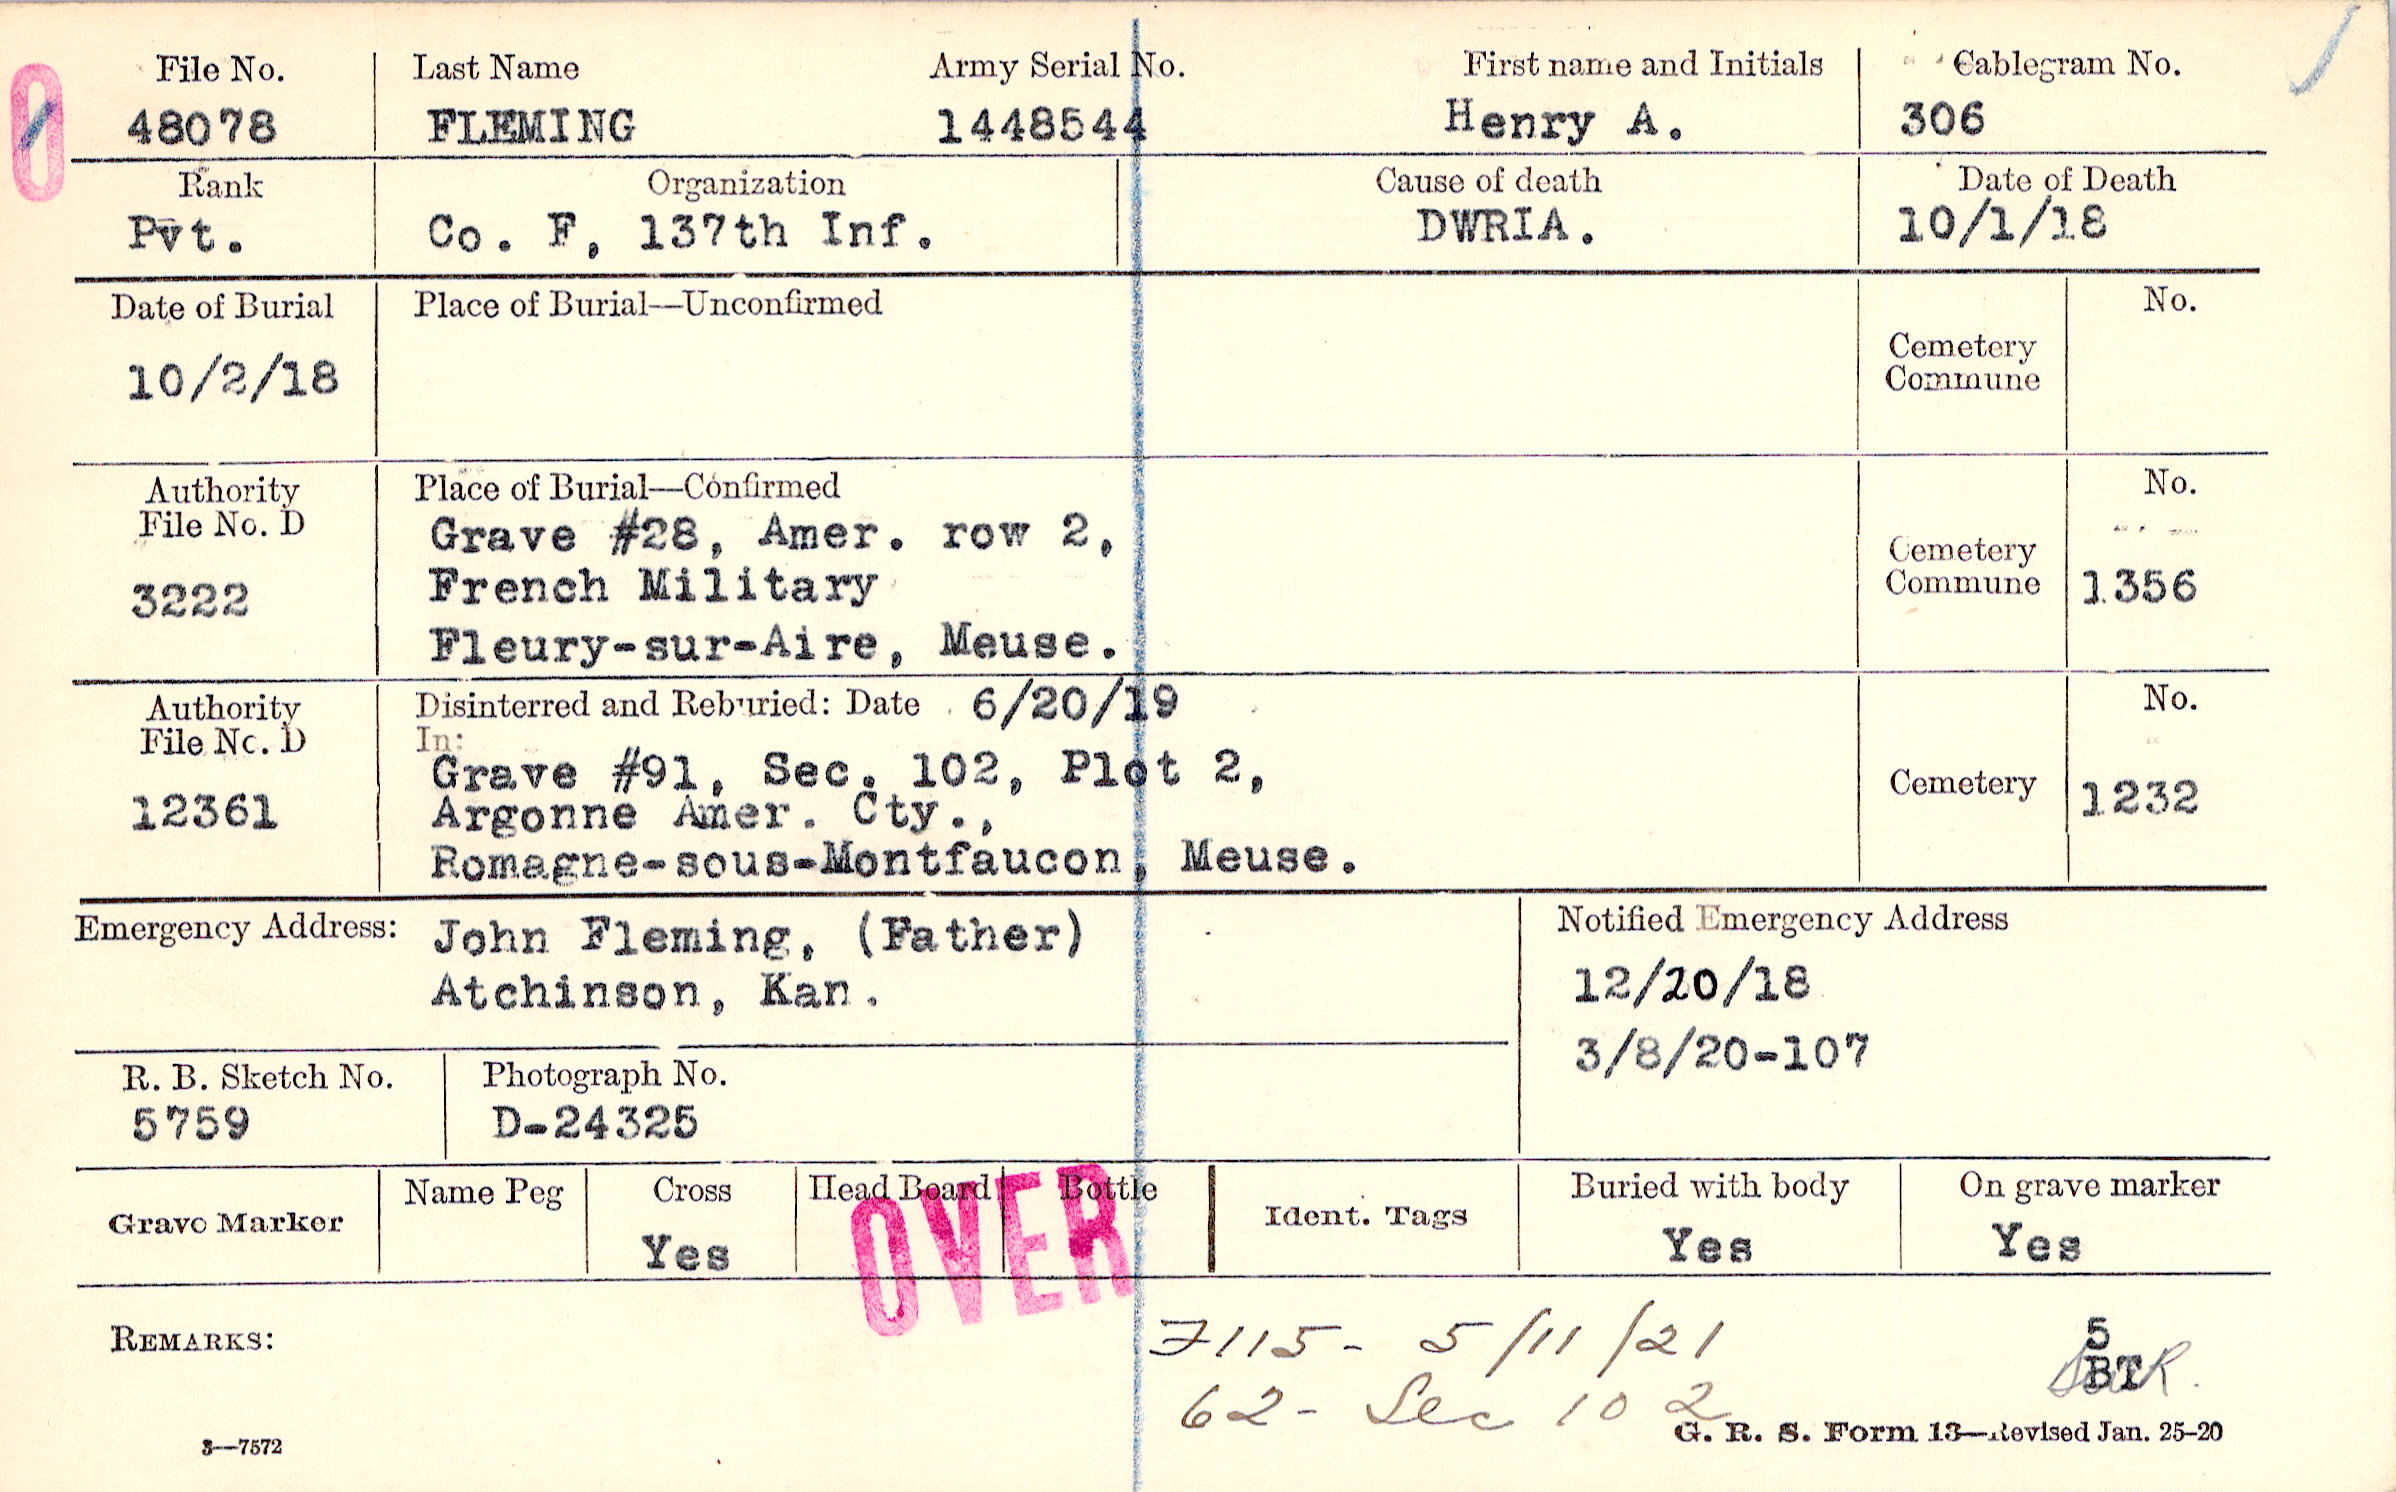 File No. Last Name Army Serial No. First name and Initials Cablegram No.
0 48078 FLEMING 1448544 Henry A. 306
Rank Organization Cause of death Date of Death
Pvt. Co. F, 137th Inf. DWRIA. 10/1/18
Date of Burial Place of Burial—Unconfirmed No.
10/2/18 Cemetery
Commune
Authority Place of Burial—Confirmed No.
File No. D Grave #28, Amer. row 2, Cemetery
3222 French Military Commune 1356
Fleury-sur-Aire, Meuse.
Authority Disinterred and Reburied: Date 6/20/19 No.
File No. D In:
Grave #91, Sec. 102, Plot 2, Cemetery
12361 Argonne Amer. Cty., 1232
Romagne-sous-Montfaucon, Meuse.
Emergency Address: John Fleming, (Father) Notified Emergency Address
Atchinson, Kan. 12/20/18
3/8/20-107
R. B. Sketch No. Photograph No.
5759 D-24325
Grave Marker Name Peg Cross Head Board Bottle Ident. Tags Buried with body On grave marker
Yes Yes Yes
OVER
REMARKS: 7115- 5/11/21 5
62- Sec 102 BT
3—7572 G. R. S. Form 13—Revised Jan. 25-20